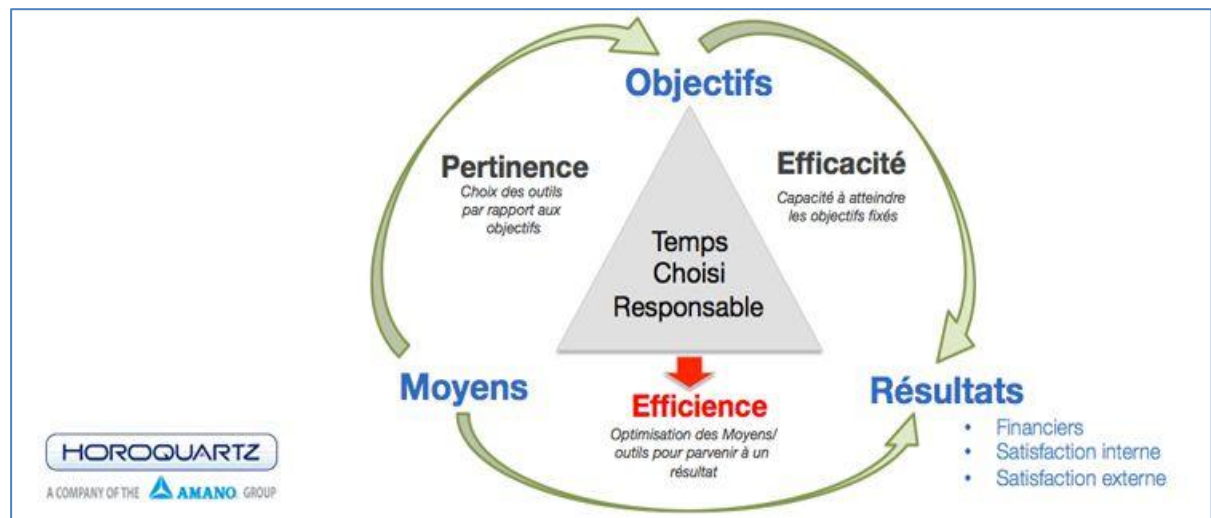 Objectifs
Pertinence
Choix des outils
par rapport aux
objectifs
Efficacité
Capacité à atteindre
les objectifs fixés
Temps
Choisi
Responsable
Moyens
Efficience
Optimisation des Moyens/
outils pour parvenir à un
résultat
Résultats
• Financiers
• Satisfaction interne
• Satisfaction externe
HOROQUARTZ
A COMPANY OF THE AMANO. GROUP